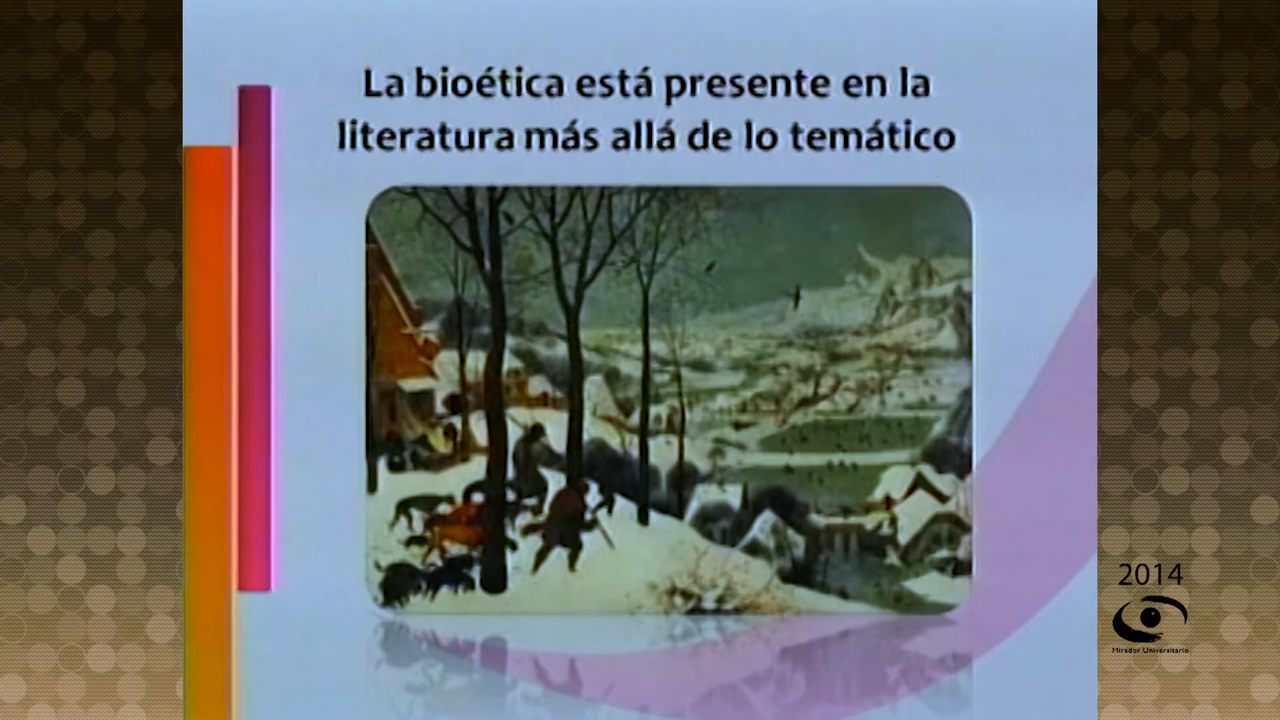 La bioética está presente en la
literatura más allá de lo temático
2014
Mirador Universitario